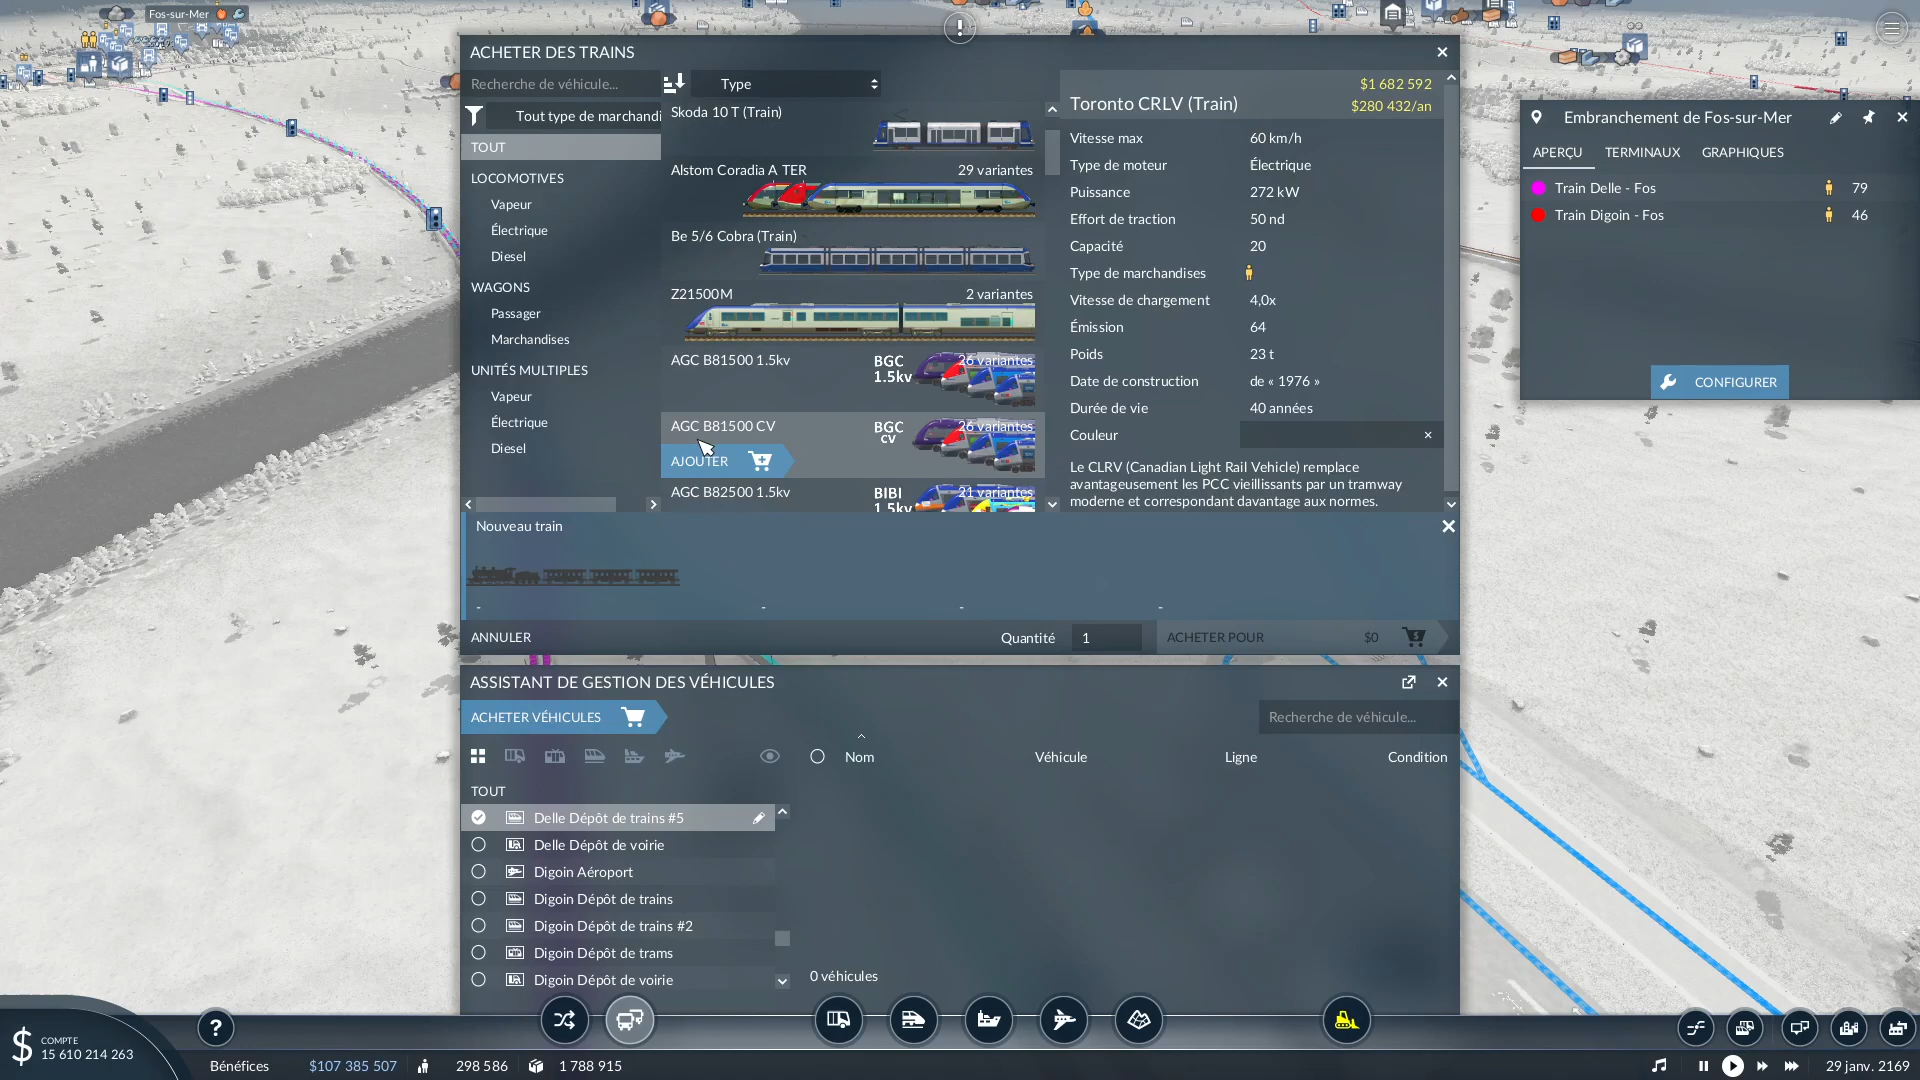 Fos-sur-Mer
ACHETER DES TRAINS
Recherche de véhicule...
Type
Tout type de marchandi
TOUT
LOCOMOTIVES
Vapeur
Électrique
Diesel
WAGONS
Passager
Marchandises
UNITÉS MULTIPLES
Vapeur
Électrique
Diesel
Skoda 10 T (Train)
Alstom Coradia A TER 29 variantes
Be 5/6 Cobra (Train)
Z21500M 2 variantes
AGC B81500 1.5kv BGC 1.5kv 26 variantes
AGC B81500 CV BGC cv 26 variantes
AJOUTER
AGC B82500 1.5kv BIBI 1.5kv 21 variantes
$1 682 592
Toronto CRLV (Train) $280 432/an
Vitesse max 60 km/h
Type de moteur Électrique
Puissance 272 kW
Effort de traction 50 nd
Capacité 20
Type de marchandises
Vitesse de chargement 4,0x
Émission 64
Poids 23 t
Date de construction de « 1976 »
Durée de vie 40 années
Couleur
Le CLRV (Canadian Light Rail Vehicle) remplace
avantageusement les PCC vieillissants par un tramway
moderne et correspondant davantage aux normes.
Nouveau train
- - - -
ANNULER Quantité 1 ACHETER POUR $0
ASSISTANT DE GESTION DES VÉHICULES
ACHETER VÉHICULES
Recherche de véhicule...
Nom Véhicule Ligne Condition
TOUT
Delle Dépôt de trains #5
Delle Dépôt de voirie
Digoin Aéroport
Digoin Dépôt de trains
Digoin Dépôt de trains #2
Digoin Dépôt de trams
Digoin Dépôt de voirie
0 véhicules
Embranchement de Fos-sur-Mer
APERÇU TERMINAUX GRAPHIQUES
Train Delle - Fos 79
Train Digoin - Fos 46
CONFIGURER
$ COMPTE
15 610 214 263
?
Bénéfices $107 385 507 298 586 1 788 915
29 janv. 2169